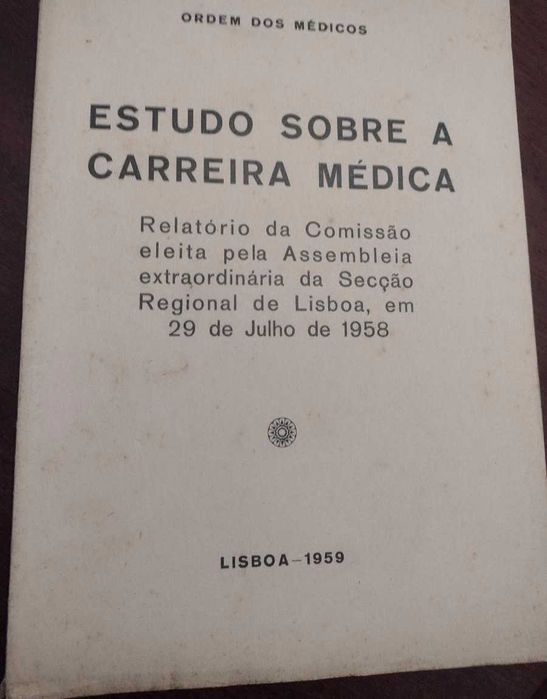 ORDEM DOS MÉDICOS
ESTUDO SOBRE A
CARREIRA MÉDICA
Relatório da Comissão
eleita pela Assembleia
extraordinária da Secção
Regional de Lisboa, em
29 de Julho de 1958
LISBOA-1959